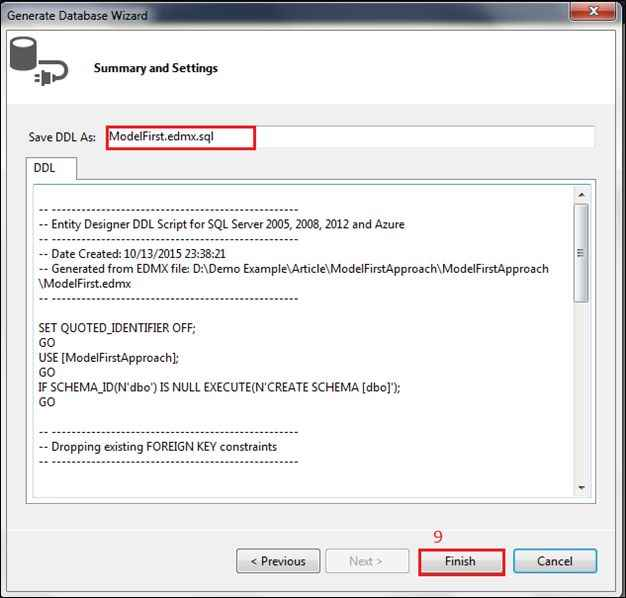 Generate Database Wizard
Summary and Settings
Save DDL As: ModelFirst.edmx.sql
DDL
-- --------------------------------------------------
-- Entity Designer DDL Script for SQL Server 2005, 2008, 2012 and Azure
-- --------------------------------------------------
-- Date Created: 10/13/2015 23:38:21
-- Generated from EDMX file: D:\Demo Example\Article\ModelFirstApproach\ModelFirstApproach
\ModelFirst.edmx
-- --------------------------------------------------
SET QUOTED_IDENTIFIER OFF;
GO
USE [ModelFirstApproach];
GO
IF SCHEMA_ID(N'dbo') IS NULL EXECUTE(N'CREATE SCHEMA [dbo]');
GO
-- --------------------------------------------------
-- Dropping existing FOREIGN KEY constraints
-- --------------------------------------------------
9
< Previous Next > Finish Cancel